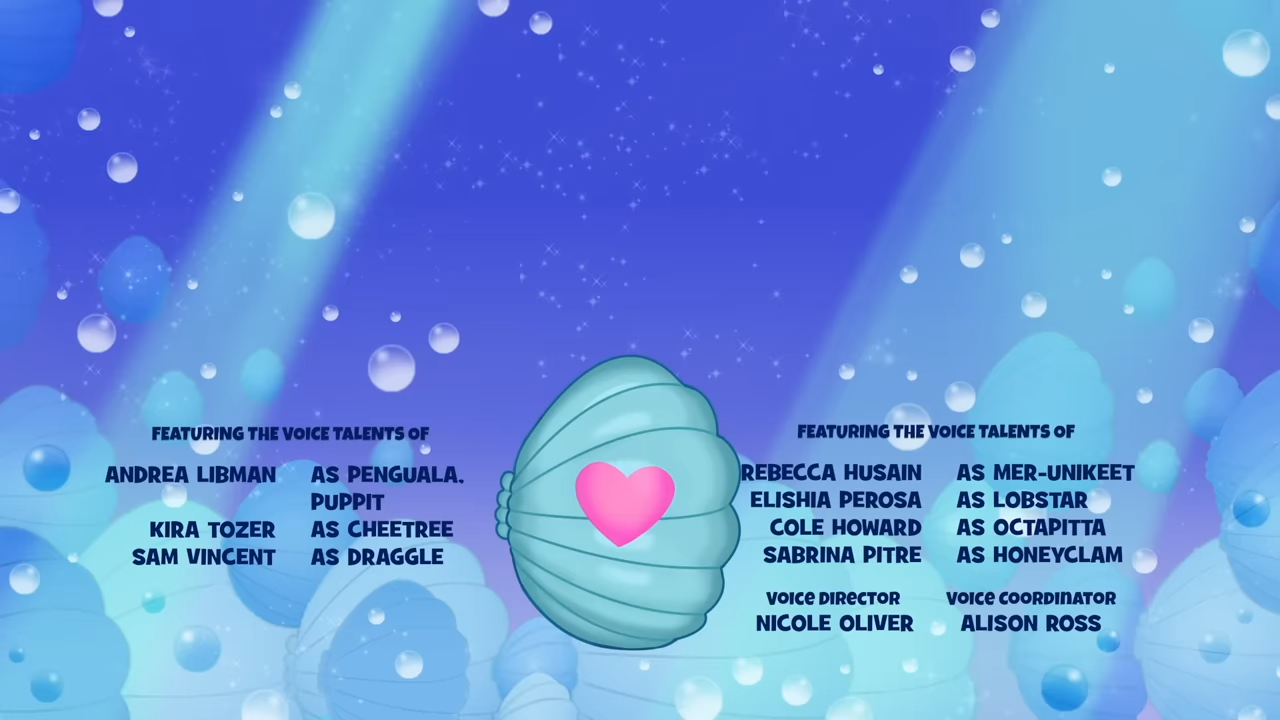 FEATURING THE VOICE TALENTS OF
ANDREA LIBMAN AS PENGUALA.
PUPPIT
KIRA TOZER AS CHEETREE
SAM VINCENT AS DRAGGLE
FEATURING THE VOICE TALENTS OF
REBECCA HUSAIN AS MER-UNIKEET
ELISHIA PEROSA AS LOBSTAR
COLE HOWARD AS OCTAPITTA
SABRINA PITRE AS HONEYCLAM
VOICE DIRECTOR VOICE COORDINATOR
NICOLE OLIVER ALISON ROSS